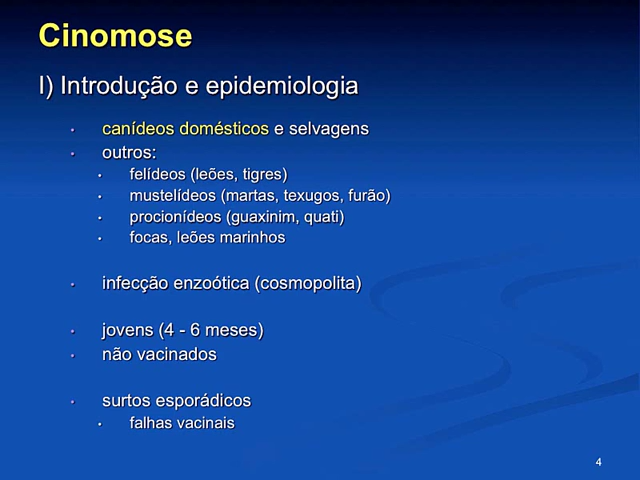 Cinomose
I) Introdução e epidemiologia
• canídeos domésticos e selvagens
• outros:
• felídeos (leões, tigres)
• mustelídeos (martas, texugos, furão)
• procionídeos (guaxinim, quati)
• focas, leões marinhos
• infecção enzoótica (cosmopolita)
• jovens (4 - 6 meses)
• não vacinados
• surtos esporádicos
• falhas vacinais
4